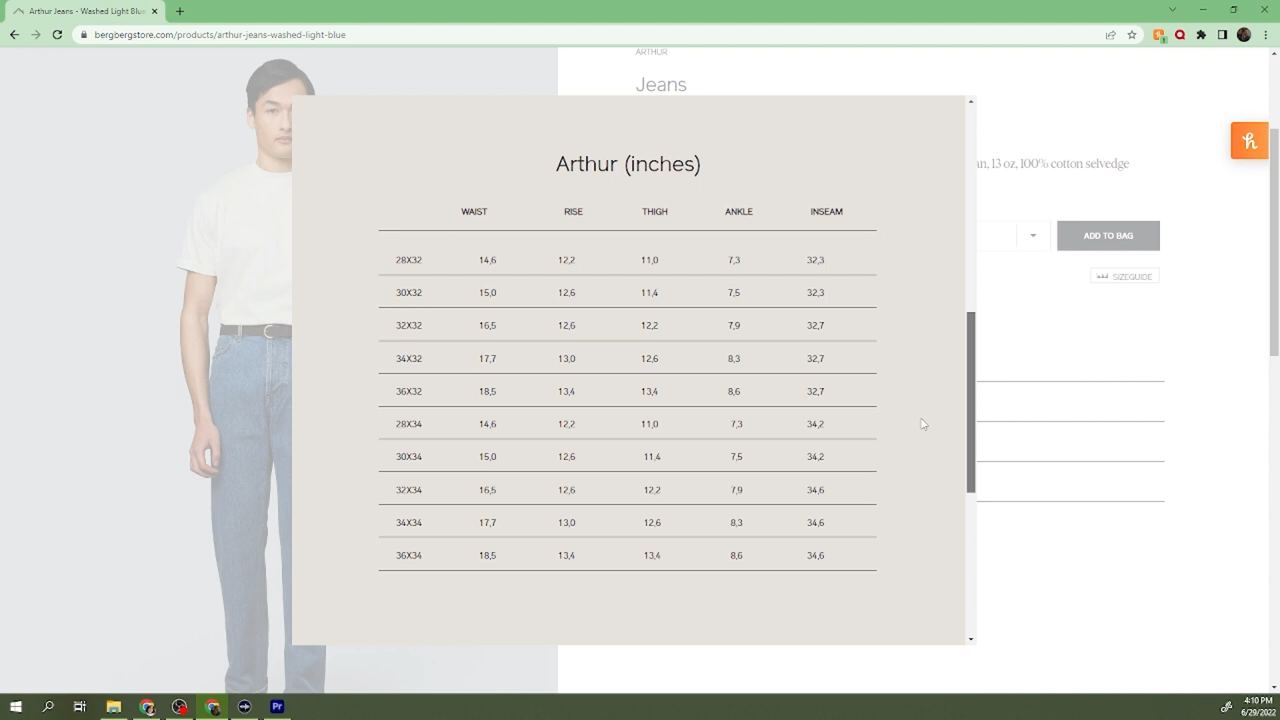 Arthur Jeans - Washed Light Blue
bergbergstore.com/products/arthur-jeans-washed-light-blue
ARTHUR
Jeans
n, 13 oz, 100% cotton selvedge
ADD TO BAG
SIZEGUIDE
Arthur (inches)
WAIST RISE THIGH ANKLE INSEAM
28X32 14,6 12,2 11,0 7,3 32,3
30X32 15,0 12,6 11,4 7,5 32,3
32X32 16,5 12,6 12,2 7,9 32,7
34X32 17,7 13,0 12,6 8,3 32,7
36X32 18,5 13,4 13,4 8,6 32,7
28X34 14,6 12,2 11,0 7,3 34,2
30X34 15,0 12,6 11,4 7,5 34,2
32X34 16,5 12,6 12,2 7,9 34,6
34X34 17,7 13,0 12,6 8,3 34,6
36X34 18,5 13,4 13,4 8,6 34,6
Pr
4:10 PM
6/29/2022